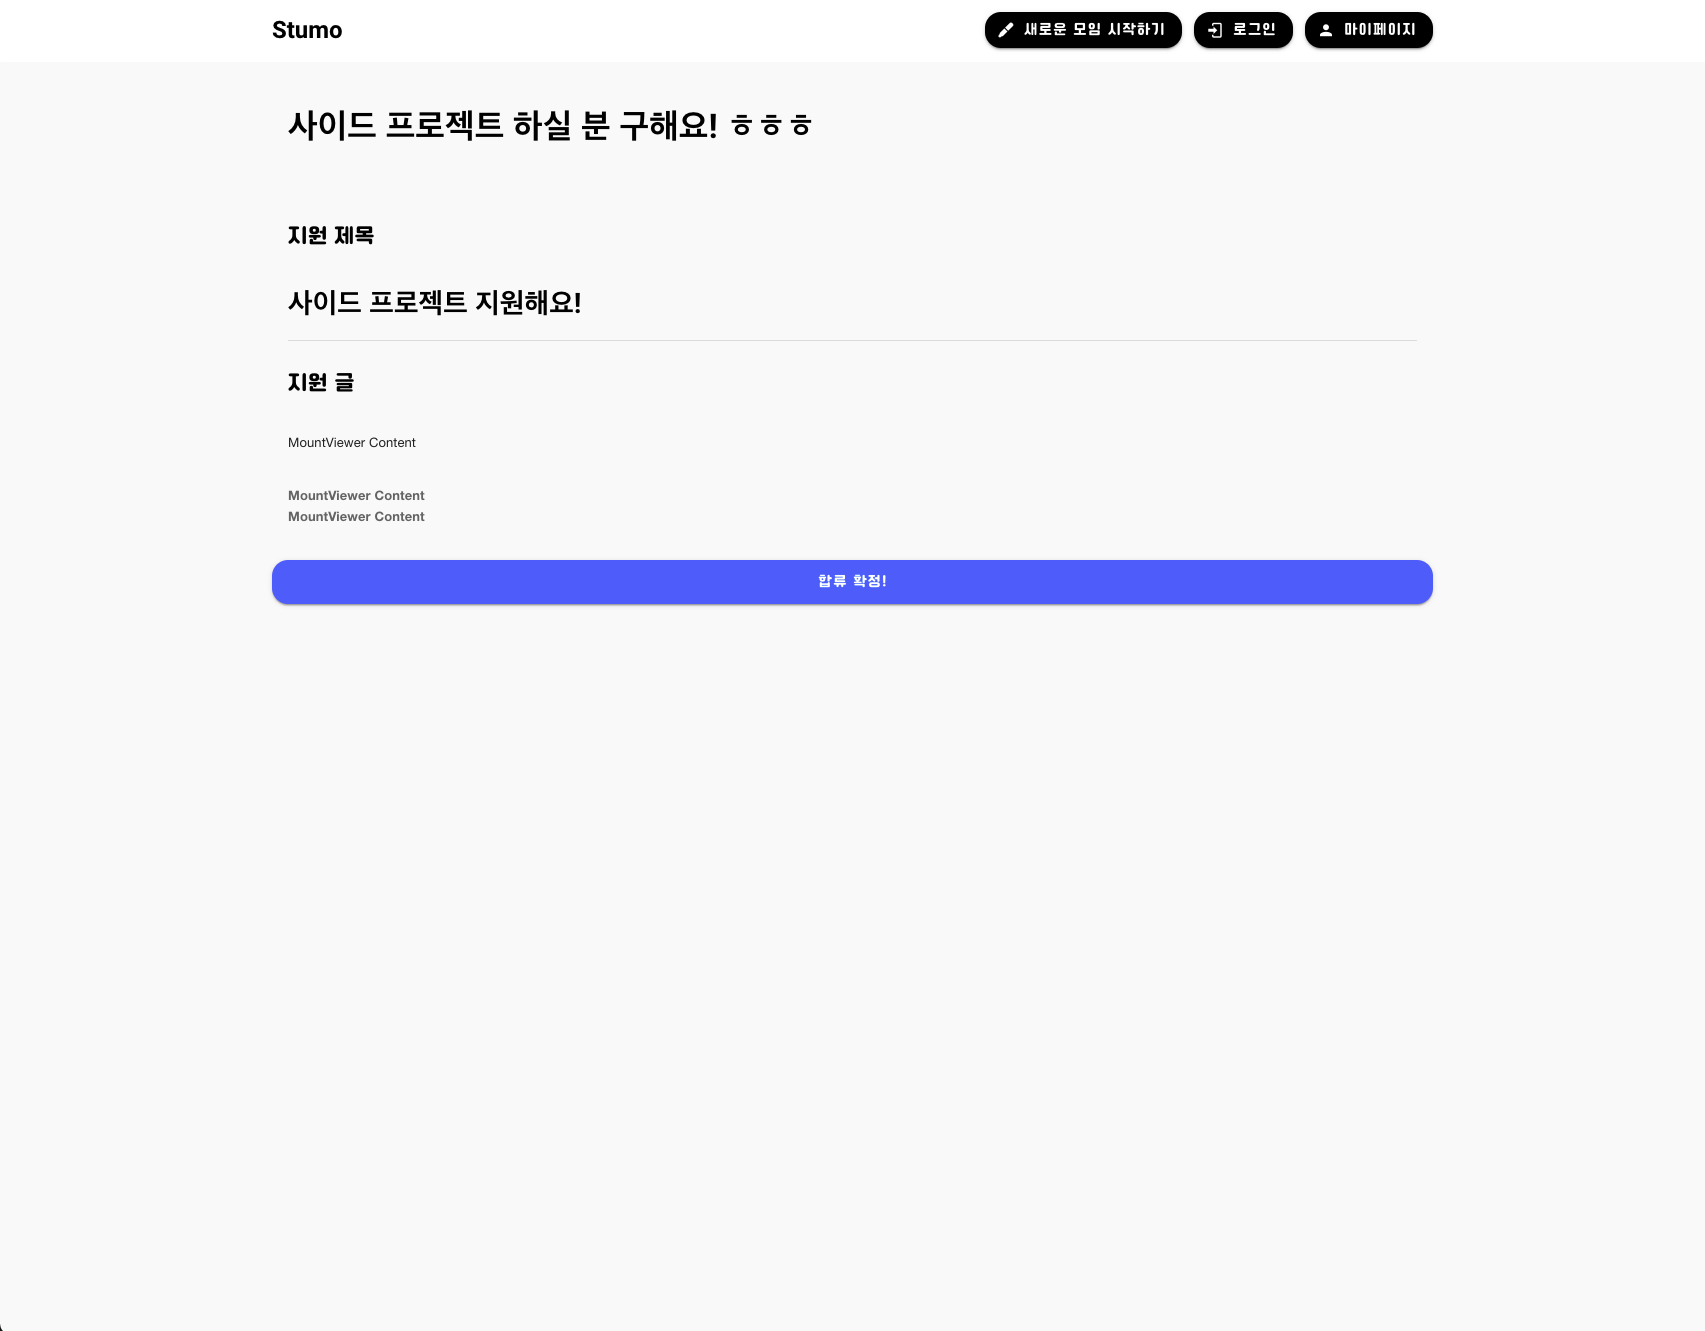 Stumo
새로운 모임 시작하기
로그인
마이페이지
사이드 프로젝트 하실 분 구해요! ㅎㅎㅎ
지원 제목
사이드 프로젝트 지원해요!
지원 글
MountViewer Content
MountViewer Content
MountViewer Content
합류 확정!